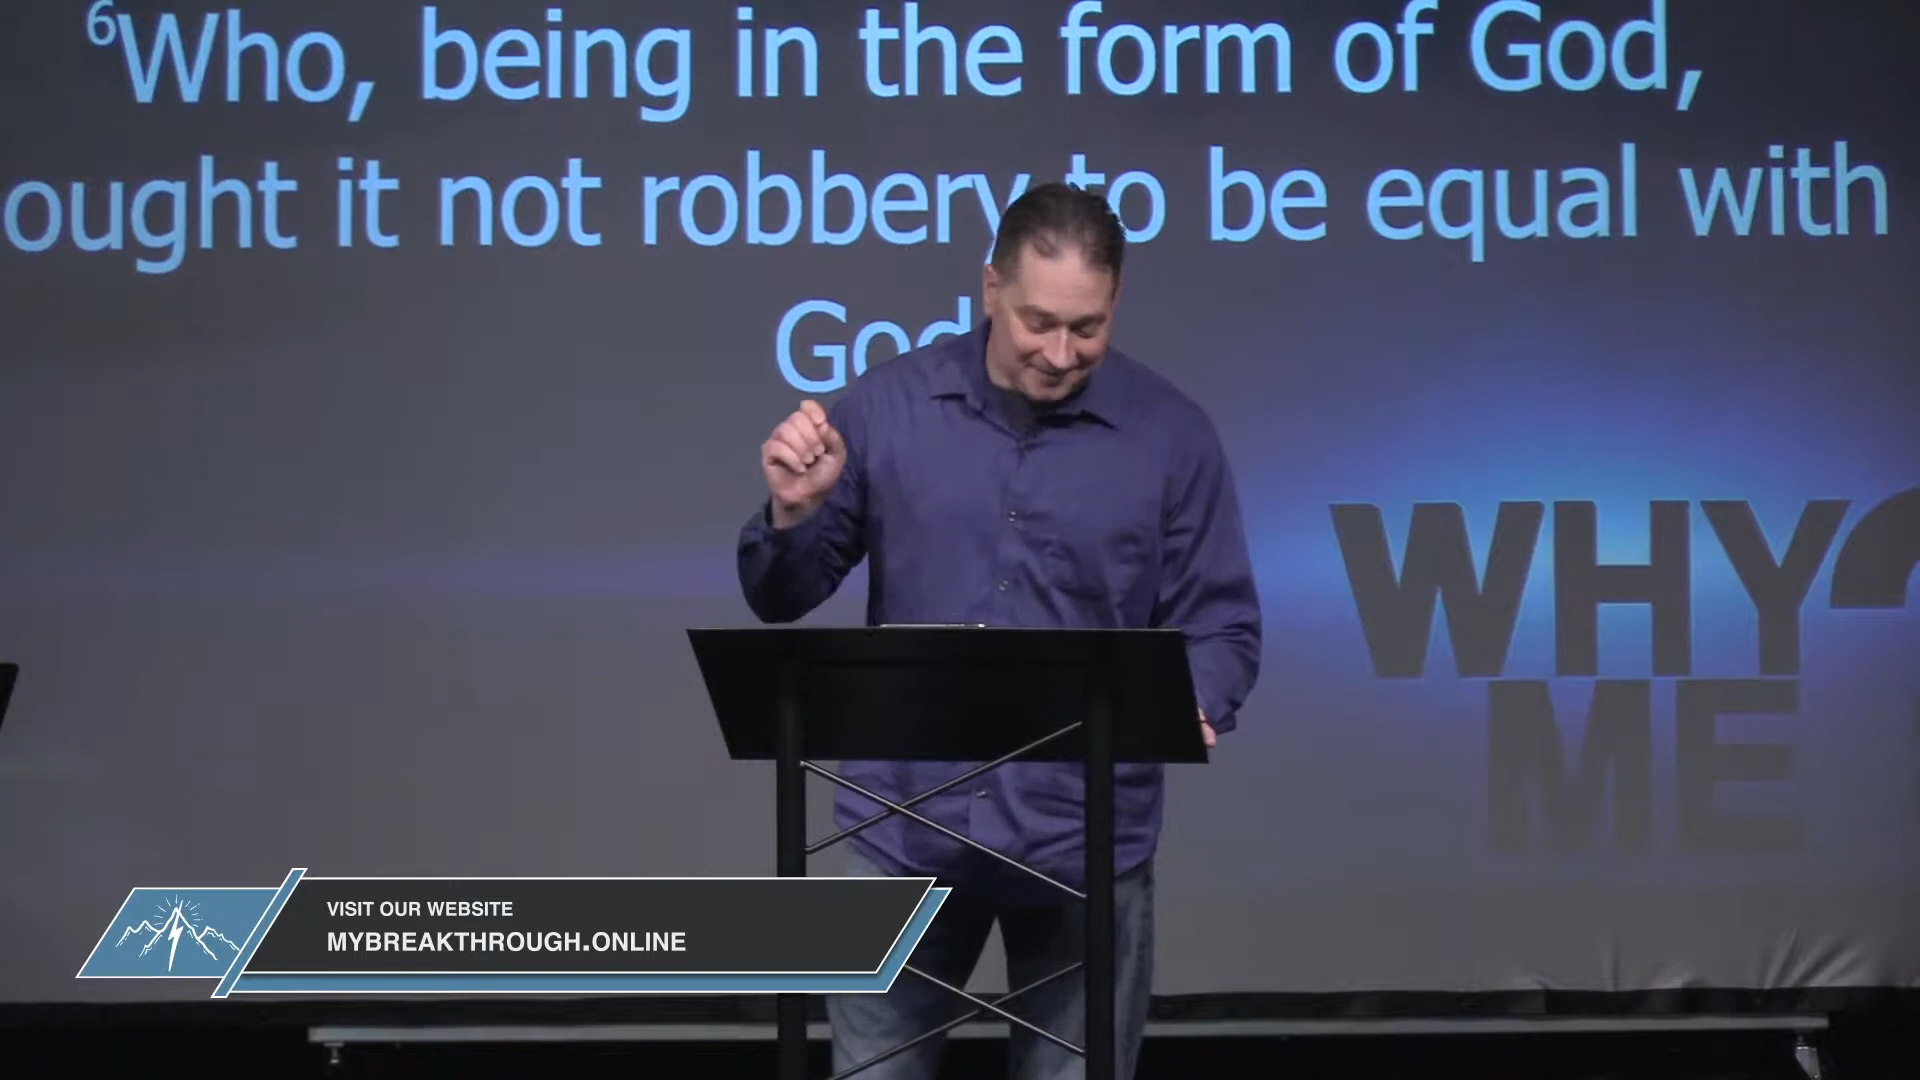 6Who, being in the form of God,
ought it not robbery to be equal with
God
WHY?
ME
VISIT OUR WEBSITE
MYBREAKTHROUGH.ONLINE